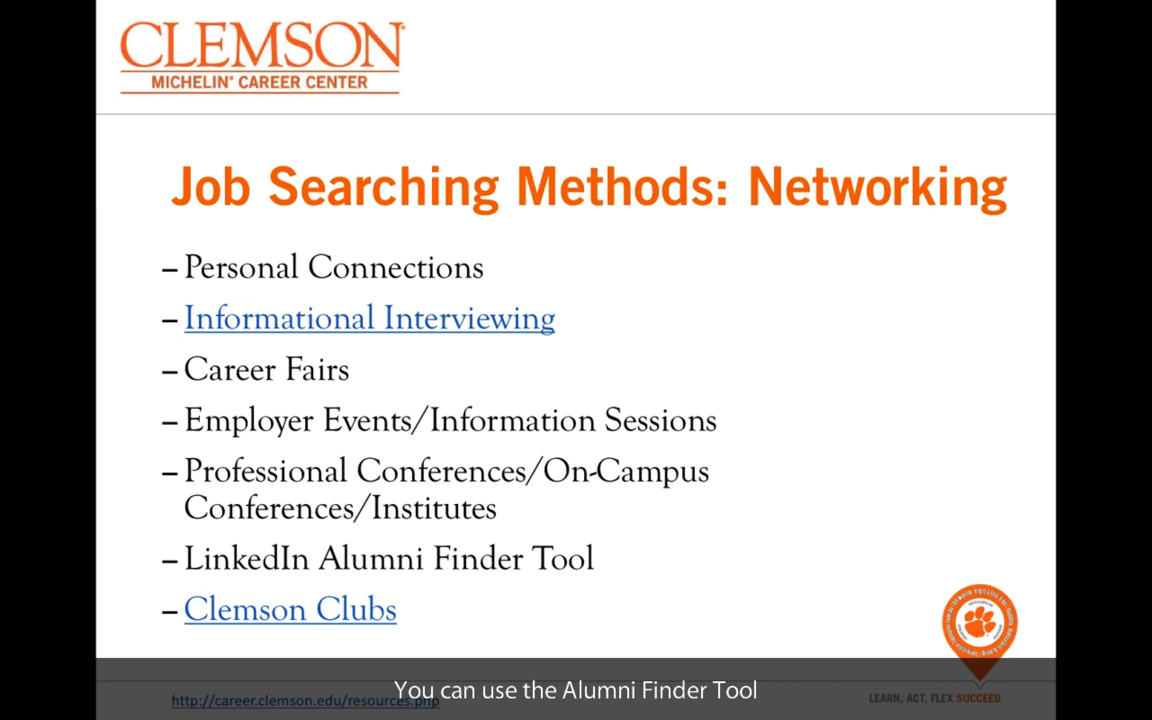 CLEMSON®
MICHELIN® CAREER CENTER
Job Searching Methods: Networking
– Personal Connections
– Informational Interviewing
– Career Fairs
– Employer Events/Information Sessions
– Professional Conferences/On-Campus
Conferences/Institutes
– LinkedIn Alumni Finder Tool
– Clemson Clubs
You can use the Alumni Finder Tool
http://career.clemson.edu/resources.php
LEARN, ACT, FLEX SUCCEED